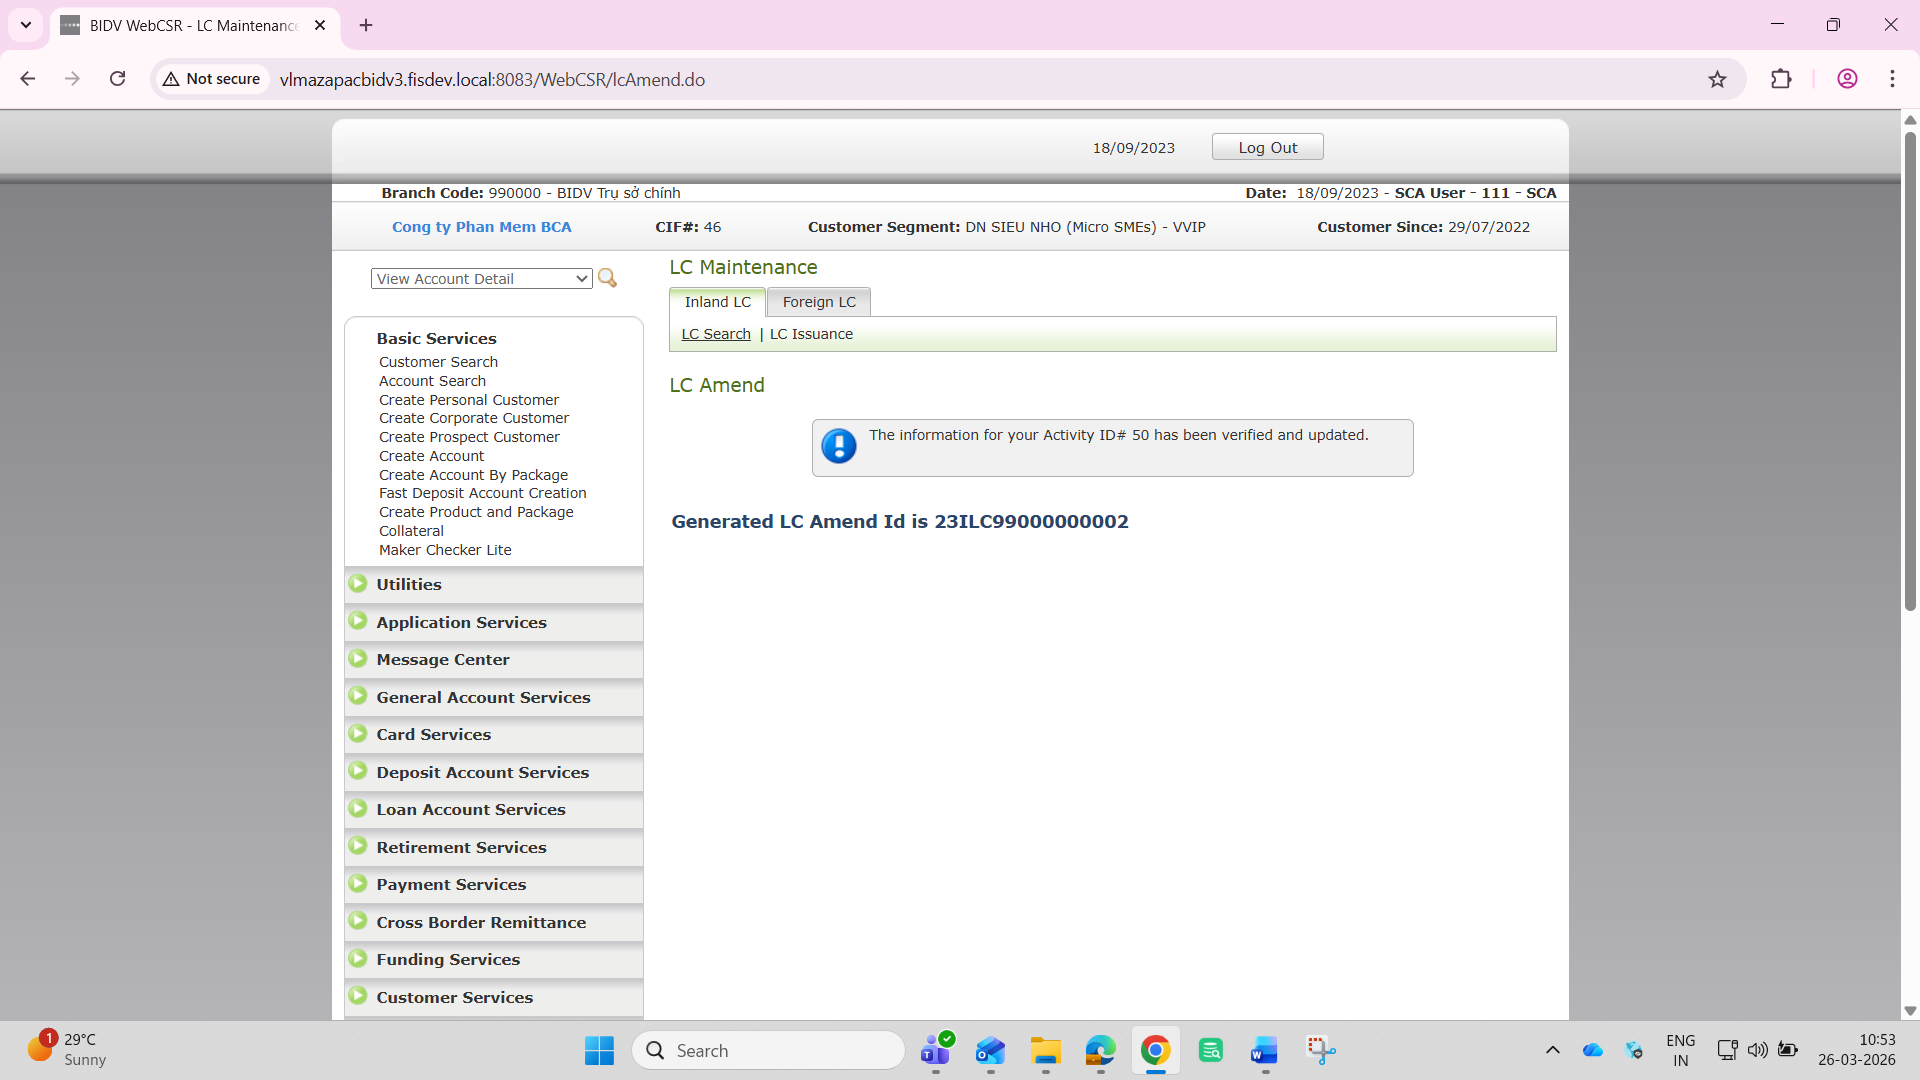 BIDV WebCSR - LC Maintenance
Not secure
vlmazapacbidv3.fisdev.local:8083/WebCSR/lcAmend.do
18/09/2023
Log Out
Branch Code: 990000 - BIDV Trụ sở chính
Date: 18/09/2023 - SCA User - 111 - SCA
Cong ty Phan Mem BCA
CIF#: 46
Customer Segment: DN SIEU NHO (Micro SMEs) - VVIP
Customer Since: 29/07/2022
View Account Detail
LC Maintenance
Inland LC
Foreign LC
LC Search | LC Issuance
Basic Services
Customer Search
Account Search
Create Personal Customer
Create Corporate Customer
Create Prospect Customer
Create Account
Create Account By Package
Fast Deposit Account Creation
Create Product and Package
Collateral
Maker Checker Lite
Utilities
Application Services
Message Center
General Account Services
Card Services
Deposit Account Services
Loan Account Services
Retirement Services
Payment Services
Cross Border Remittance
Funding Services
Customer Services
LC Amend
The information for your Activity ID# 50 has been verified and updated.
Generated LC Amend Id is 23ILC99000000002
1
29°C
Sunny
Search
ENG
IN
10:53
26-03-2026